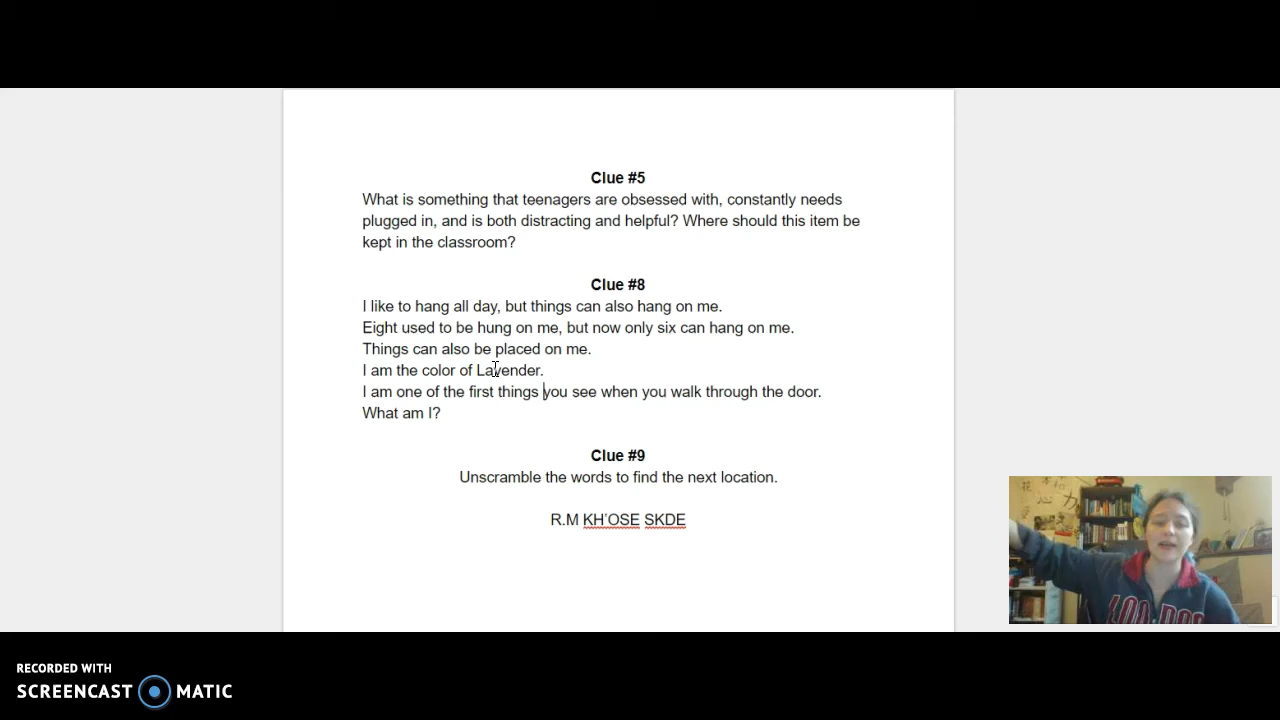 Clue #5
What is something that teenagers are obsessed with, constantly needs
plugged in, and is both distracting and helpful? Where should this item be
kept in the classroom?
Clue #8
I like to hang all day, but things can also hang on me.
Eight used to be hung on me, but now only six can hang on me.
Things can also be placed on me.
I am the color of Lavender.
I am one of the first things you see when you walk through the door.
What am I?
Clue #9
Unscramble the words to find the next location.
R.M KH'OSE SKDE
RECORDED WITH
SCREENCAST MATIC